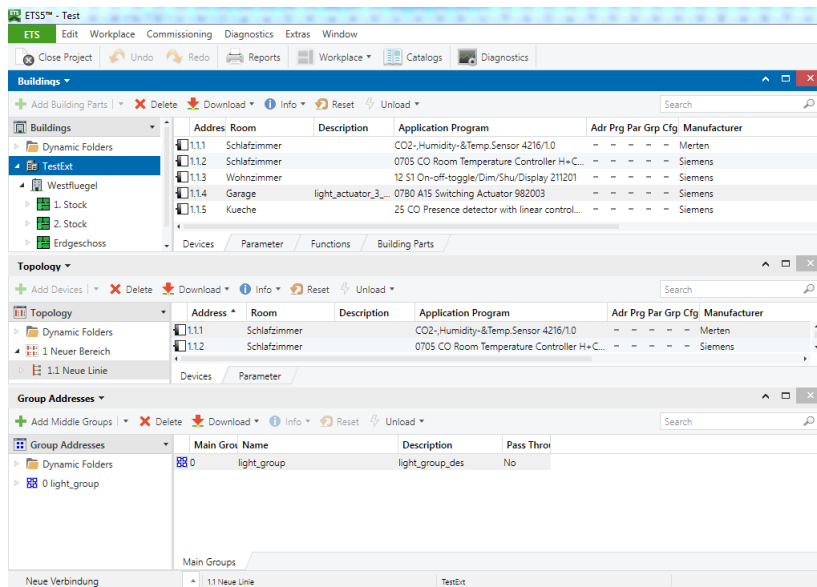 ETS5™ - Test
ETS Edit Workplace Commissioning Diagnostics Extras Window
Close Project Undo Redo Reports Workplace Catalogs Diagnostics
Buildings
Add Building Parts Delete Download Info Reset Unload Search
Buildings Addres Room Description Application Program Adr Prg Par Grp Cfg Manufacturer
Dynamic Folders 1.1.1 Schlafzimmer CO2-,Humidity-&Temp.Sensor 4216/1.0 - - - - - Merten
TestExt 1.1.2 Schlafzimmer 0705 CO Room Temperature Controller H+C... - - - - - Siemens
Westfluegel 1.1.3 Wohnzimmer 12 S1 On-off-toggle/Dim/Shu/Display 211201 - - - - - Siemens
1. Stock 1.1.4 Garage light_actuator_3_... 07B0 A15 Switching Actuator 982003 - - - - - Siemens
2. Stock 1.1.5 Kueche 25 CO Presence detector with linear control... - - - - - Siemens
Erdgeschoss Devices Parameter Functions Building Parts
Topology
Add Devices Delete Download Info Reset Unload Search
Topology Address Room Description Application Program Adr Prg Par Grp Cfg Manufacturer
Dynamic Folders 1.1.1 Schlafzimmer CO2-,Humidity-&Temp.Sensor 4216/1.0 - - - - - Merten
1 Neuer Bereich 1.1.2 Schlafzimmer 0705 CO Room Temperature Controller H+C... - - - - - Siemens
1.1 Neue Linie Devices Parameter
Group Addresses
Add Middle Groups Delete Download Info Reset Unload Search
Group Addresses Main Grou Name Description Pass Throu
Dynamic Folders 0 light_group light_group_des No
0 light_group
Main Groups
Neue Verbindung 1.1 Neue Linie TestExt